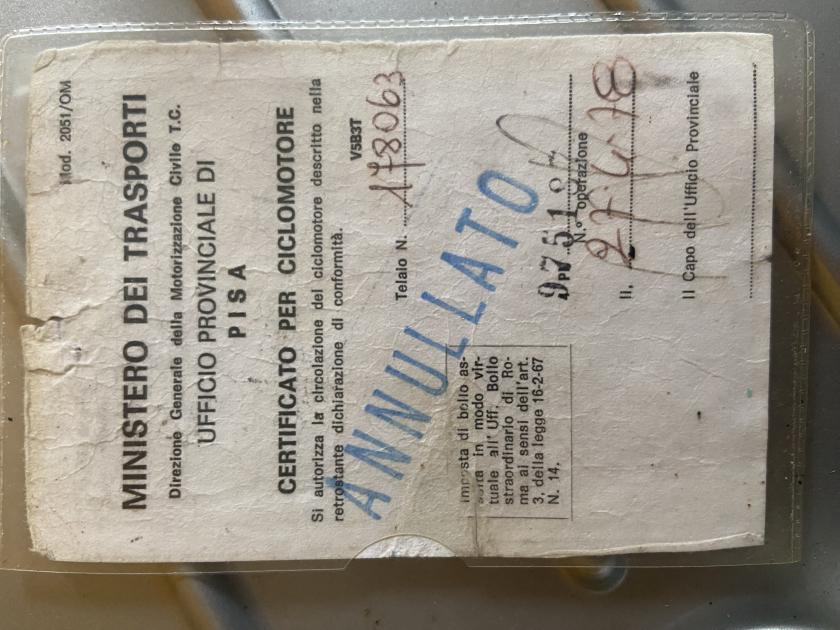 Mod. 2051/OM
MINISTERO DEI TRASPORTI
Direzione Generale della Motorizzazione Civile T.C.
UFFICIO PROVINCIALE DI
PISA
CERTIFICATO PER CICLOMOTORE
Si autorizza la circolazione del ciclomotore descritto nella
retrostante dichiarazione di conformità.
V5B3T
Telaio N. 178063
ANNULLATO
Imposta di bollo as-
solta in modo vir-
tuale all'Uff. Bollo
straordinario di Ro-
ma ai sensi dell'art.
3, della legge 16-2-67
N. 14.
N.° operazione
Il, 27-4-78
Il Capo dell'Ufficio Provinciale